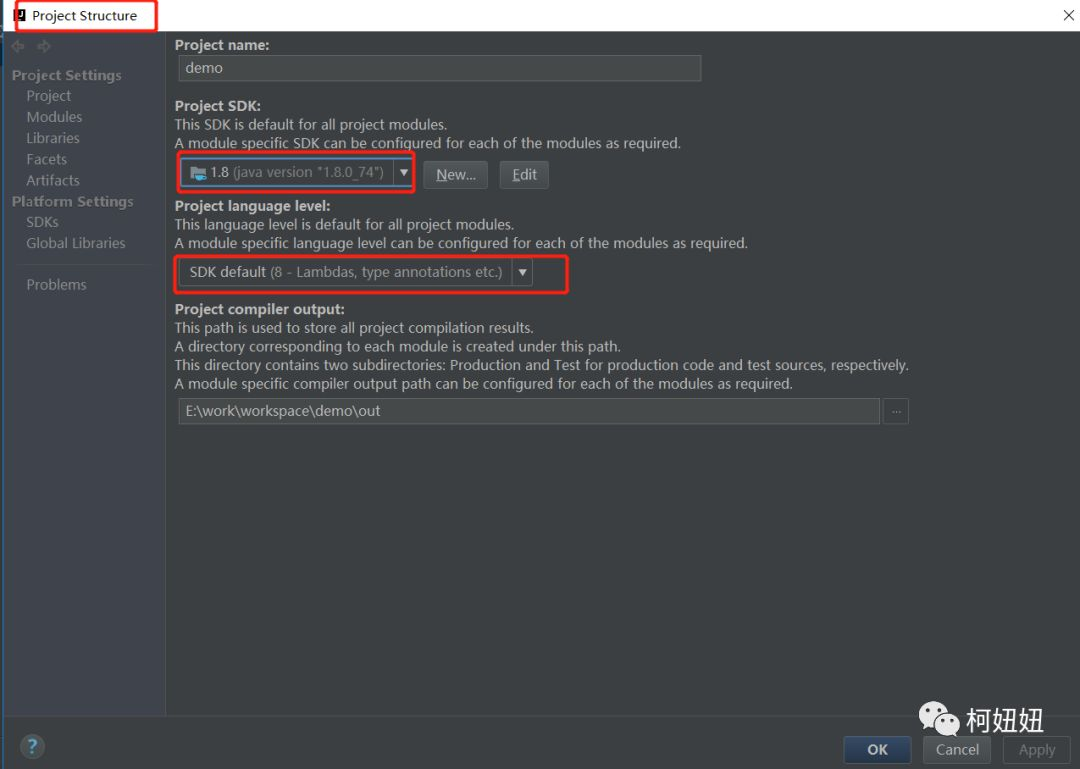 Project Structure
Project Settings
Project
Modules
Libraries
Facets
Artifacts
Platform Settings
SDKs
Global Libraries
Problems
Project name:
demo
Project SDK:
This SDK is default for all project modules.
A module specific SDK can be configured for each of the modules as required.
1.8 (java version "1.8.0_74") New... Edit
Project language level:
This language level is default for all project modules.
A module specific language level can be configured for each of the modules as required.
SDK default (8 - Lambdas, type annotations etc.)
Project compiler output:
This path is used to store all project compilation results.
A directory corresponding to each module is created under this path.
This directory contains two subdirectories: Production and Test for production code and test sources, respectively.
A module specific compiler output path can be configured for each of the modules as required.
E:\work\workspace\demo\out ...
柯妞妞
? OK Cancel Apply